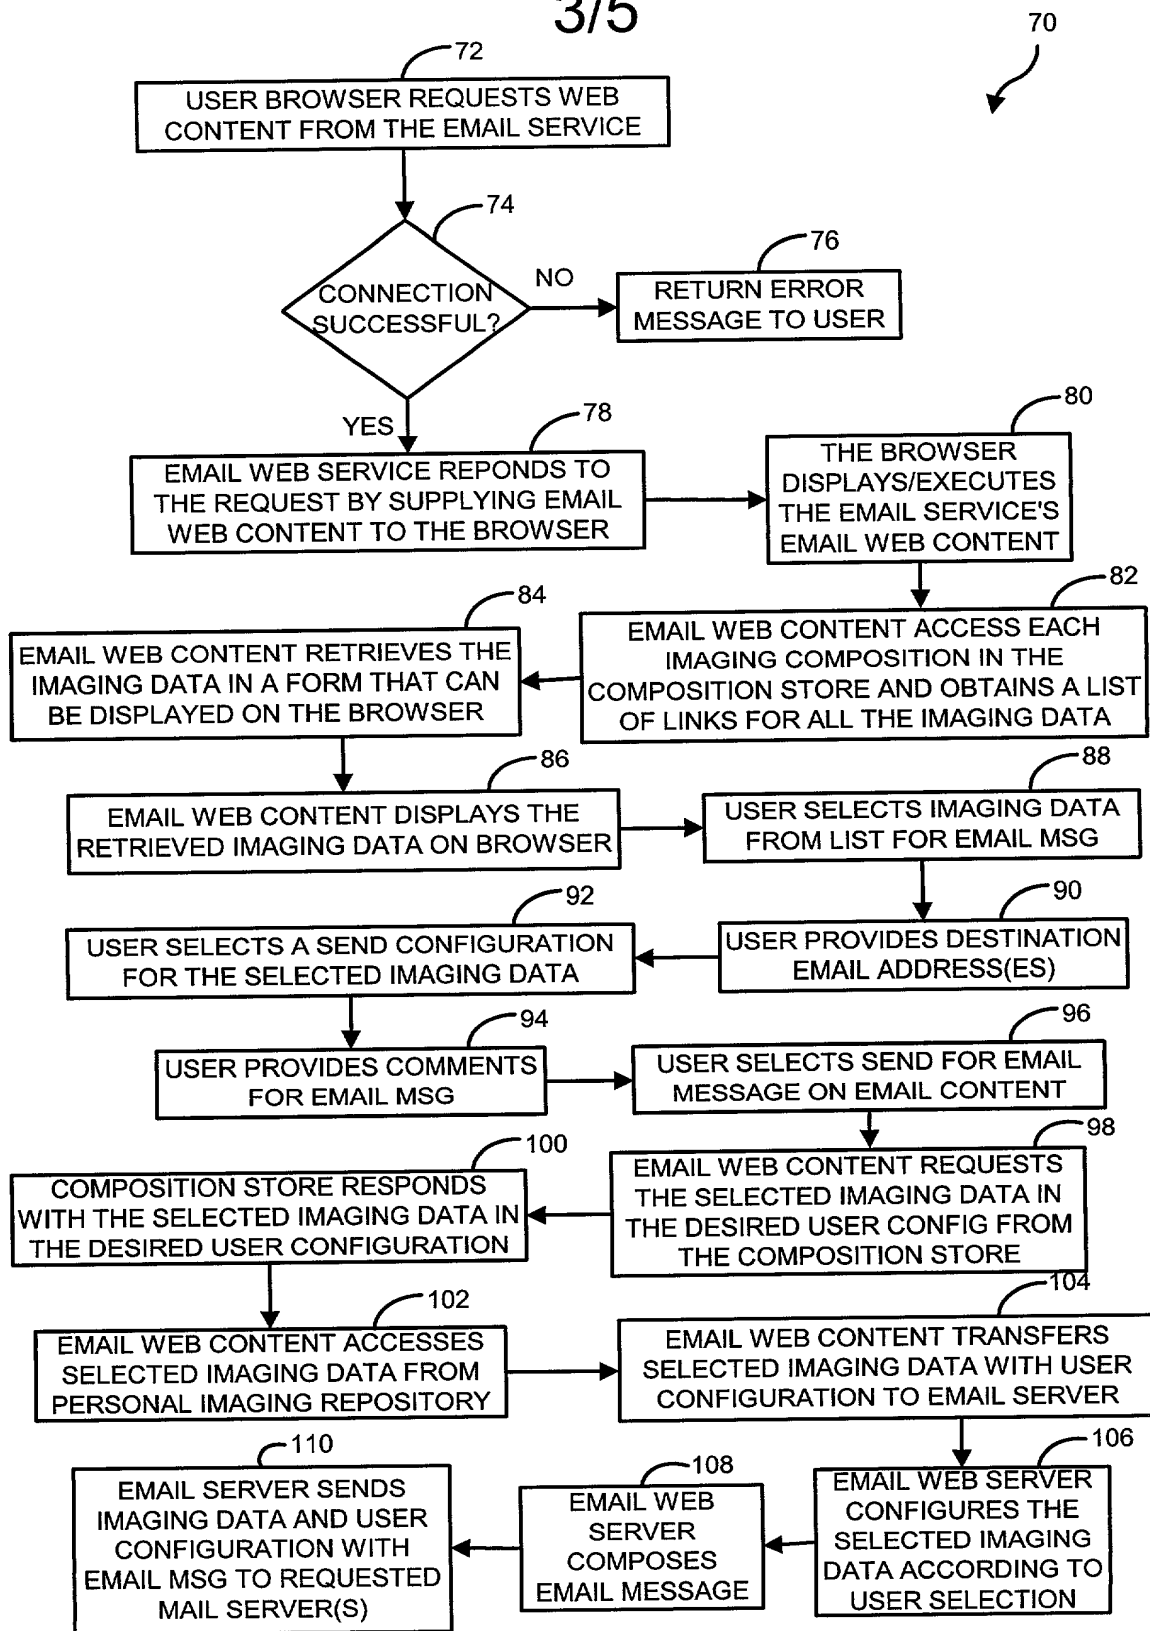 3/5
70
72
USER BROWSER REQUESTS WEB
CONTENT FROM THE EMAIL SERVICE
74
CONNECTION
SUCCESSFUL?
NO
76
RETURN ERROR
MESSAGE TO USER
YES
78
EMAIL WEB SERVICE REPONDS TO
THE REQUEST BY SUPPLYING EMAIL
WEB CONTENT TO THE BROWSER
80
THE BROWSER
DISPLAYS/EXECUTES
THE EMAIL SERVICE'S
EMAIL WEB CONTENT
82
EMAIL WEB CONTENT ACCESS EACH
IMAGING COMPOSITION IN THE
COMPOSITION STORE AND OBTAINS A LIST
OF LINKS FOR ALL THE IMAGING DATA
84
EMAIL WEB CONTENT RETRIEVES THE
IMAGING DATA IN A FORM THAT CAN
BE DISPLAYED ON THE BROWSER
86
EMAIL WEB CONTENT DISPLAYS THE
RETRIEVED IMAGING DATA ON BROWSER
88
USER SELECTS IMAGING DATA
FROM LIST FOR EMAIL MSG
90
USER PROVIDES DESTINATION
EMAIL ADDRESS(ES)
92
USER SELECTS A SEND CONFIGURATION
FOR THE SELECTED IMAGING DATA
94
USER PROVIDES COMMENTS
FOR EMAIL MSG
96
USER SELECTS SEND FOR EMAIL
MESSAGE ON EMAIL CONTENT
98
EMAIL WEB CONTENT REQUESTS
THE SELECTED IMAGING DATA IN
THE DESIRED USER CONFIG FROM
THE COMPOSITION STORE
100
COMPOSITION STORE RESPONDS
WITH THE SELECTED IMAGING DATA IN
THE DESIRED USER CONFIGURATION
102
EMAIL WEB CONTENT ACCESSES
SELECTED IMAGING DATA FROM
PERSONAL IMAGING REPOSITORY
104
EMAIL WEB CONTENT TRANSFERS
SELECTED IMAGING DATA WITH USER
CONFIGURATION TO EMAIL SERVER
106
EMAIL WEB SERVER
CONFIGURES THE
SELECTED IMAGING
DATA ACCORDING TO
USER SELECTION
108
EMAIL WEB
SERVER
COMPOSES
EMAIL MESSAGE
110
EMAIL SERVER SENDS
IMAGING DATA AND USER
CONFIGURATION WITH
EMAIL MSG TO REQUESTED
MAIL SERVER(S)